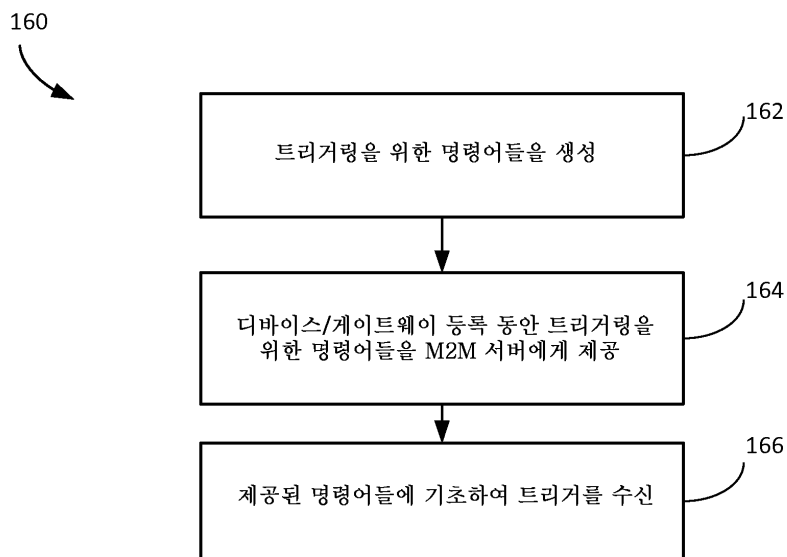 160
162
트리거링을 위한 명령어들을 생성
164
디바이스/게이트웨이 등록 동안 트리거링을
위한 명령어들을 M2M 서버에게 제공
166
제공된 명령어들에 기초하여 트리거를 수신